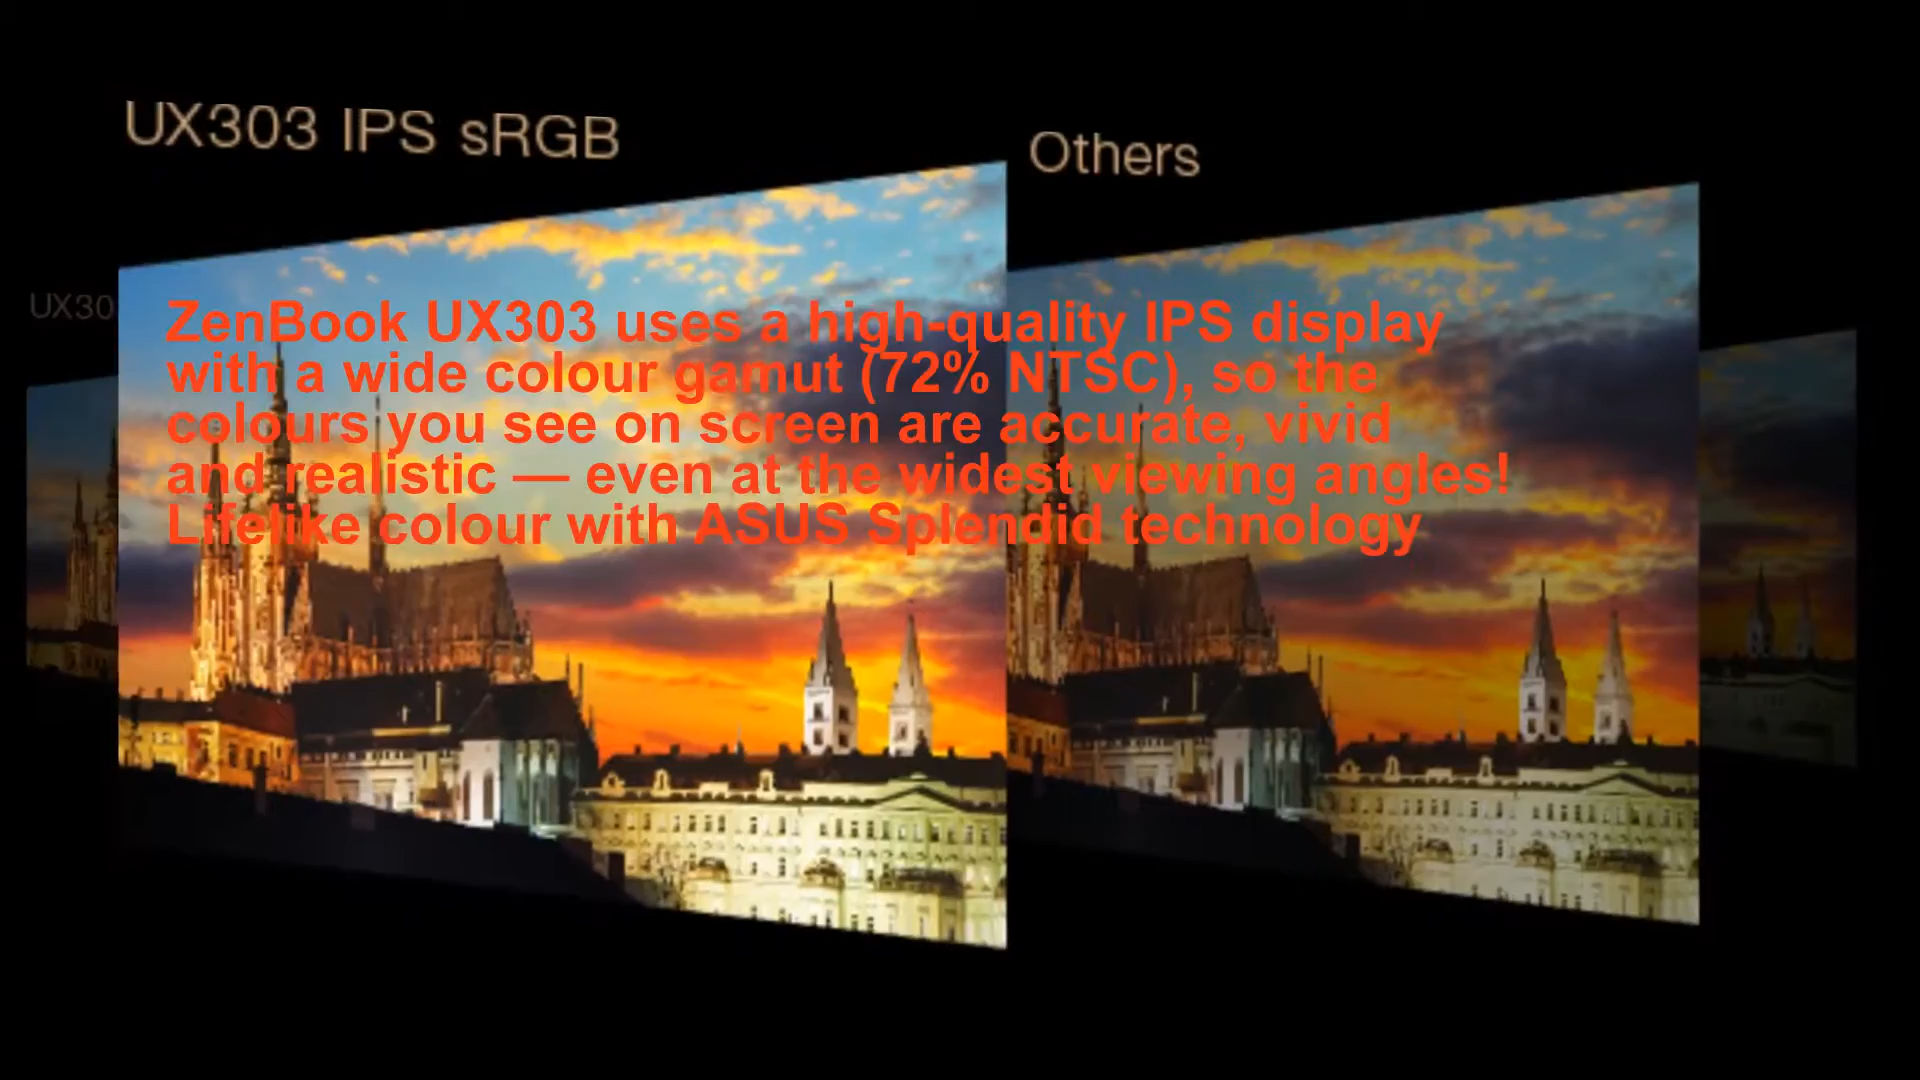 UX303 IPS sRGB
Others
UX30
ZenBook UX303 uses a high-quality IPS display
with a wide colour gamut (72% NTSC), so the
colours you see on screen are accurate, vivid
and realistic — even at the widest viewing angles!
Lifelike colour with ASUS Splendid technology